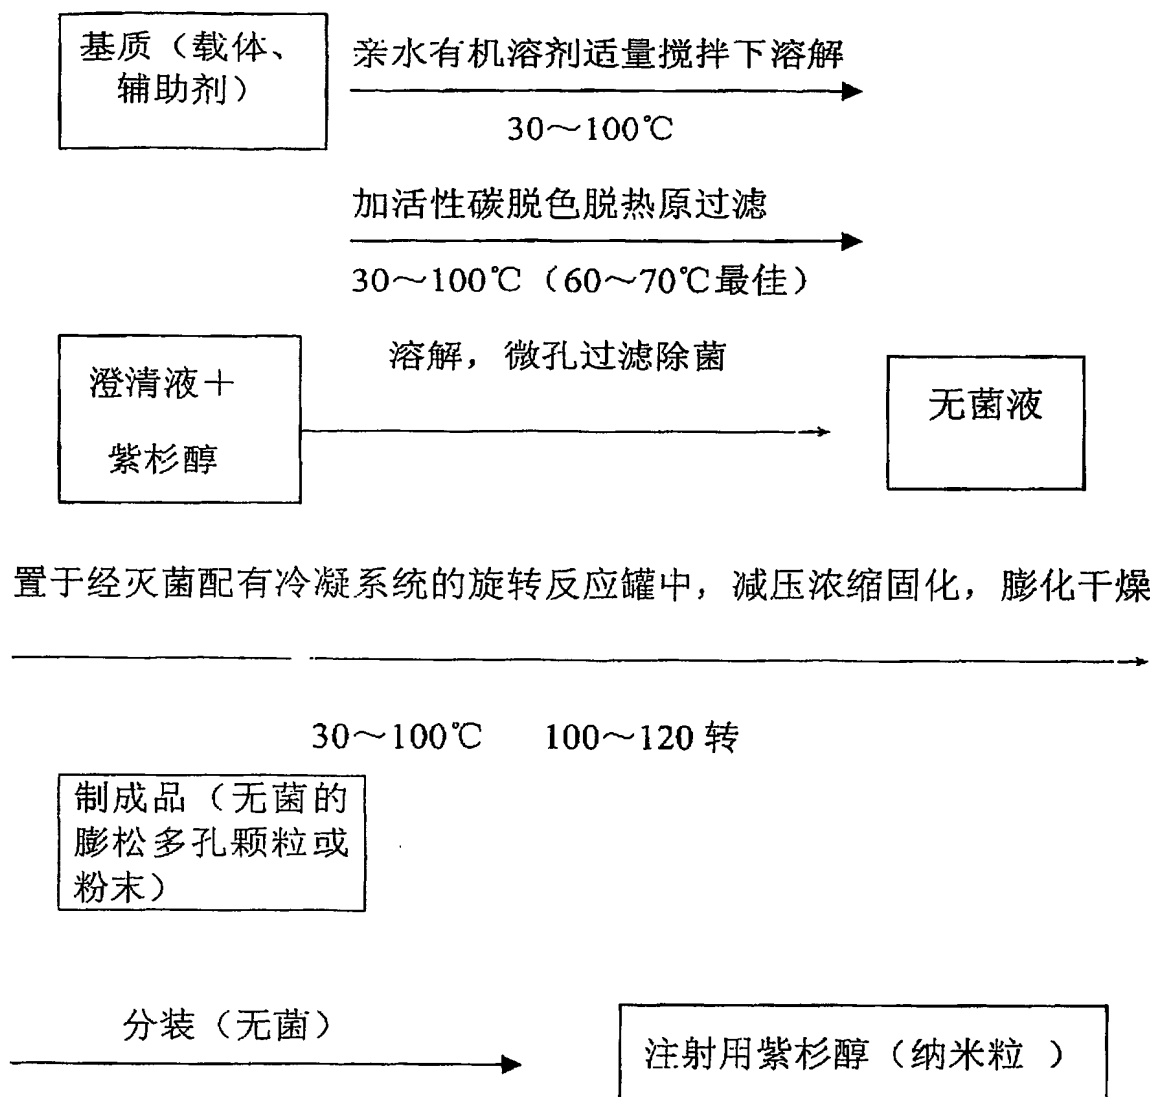 基质（载体、
辅助剂）
亲水有机溶剂适量搅拌下溶解
30～100℃
加活性碳脱色脱热原过滤
30～100℃（60～70℃最佳）
澄清液＋
紫杉醇
溶解，微孔过滤除菌
无菌液
置于经灭菌配有冷凝系统的旋转反应罐中，减压浓缩固化，膨化干燥
30～100℃ 100～120 转
制成品（无菌的
膨松多孔颗粒或
粉末）
分装（无菌）
注射用紫杉醇（纳米粒 ）